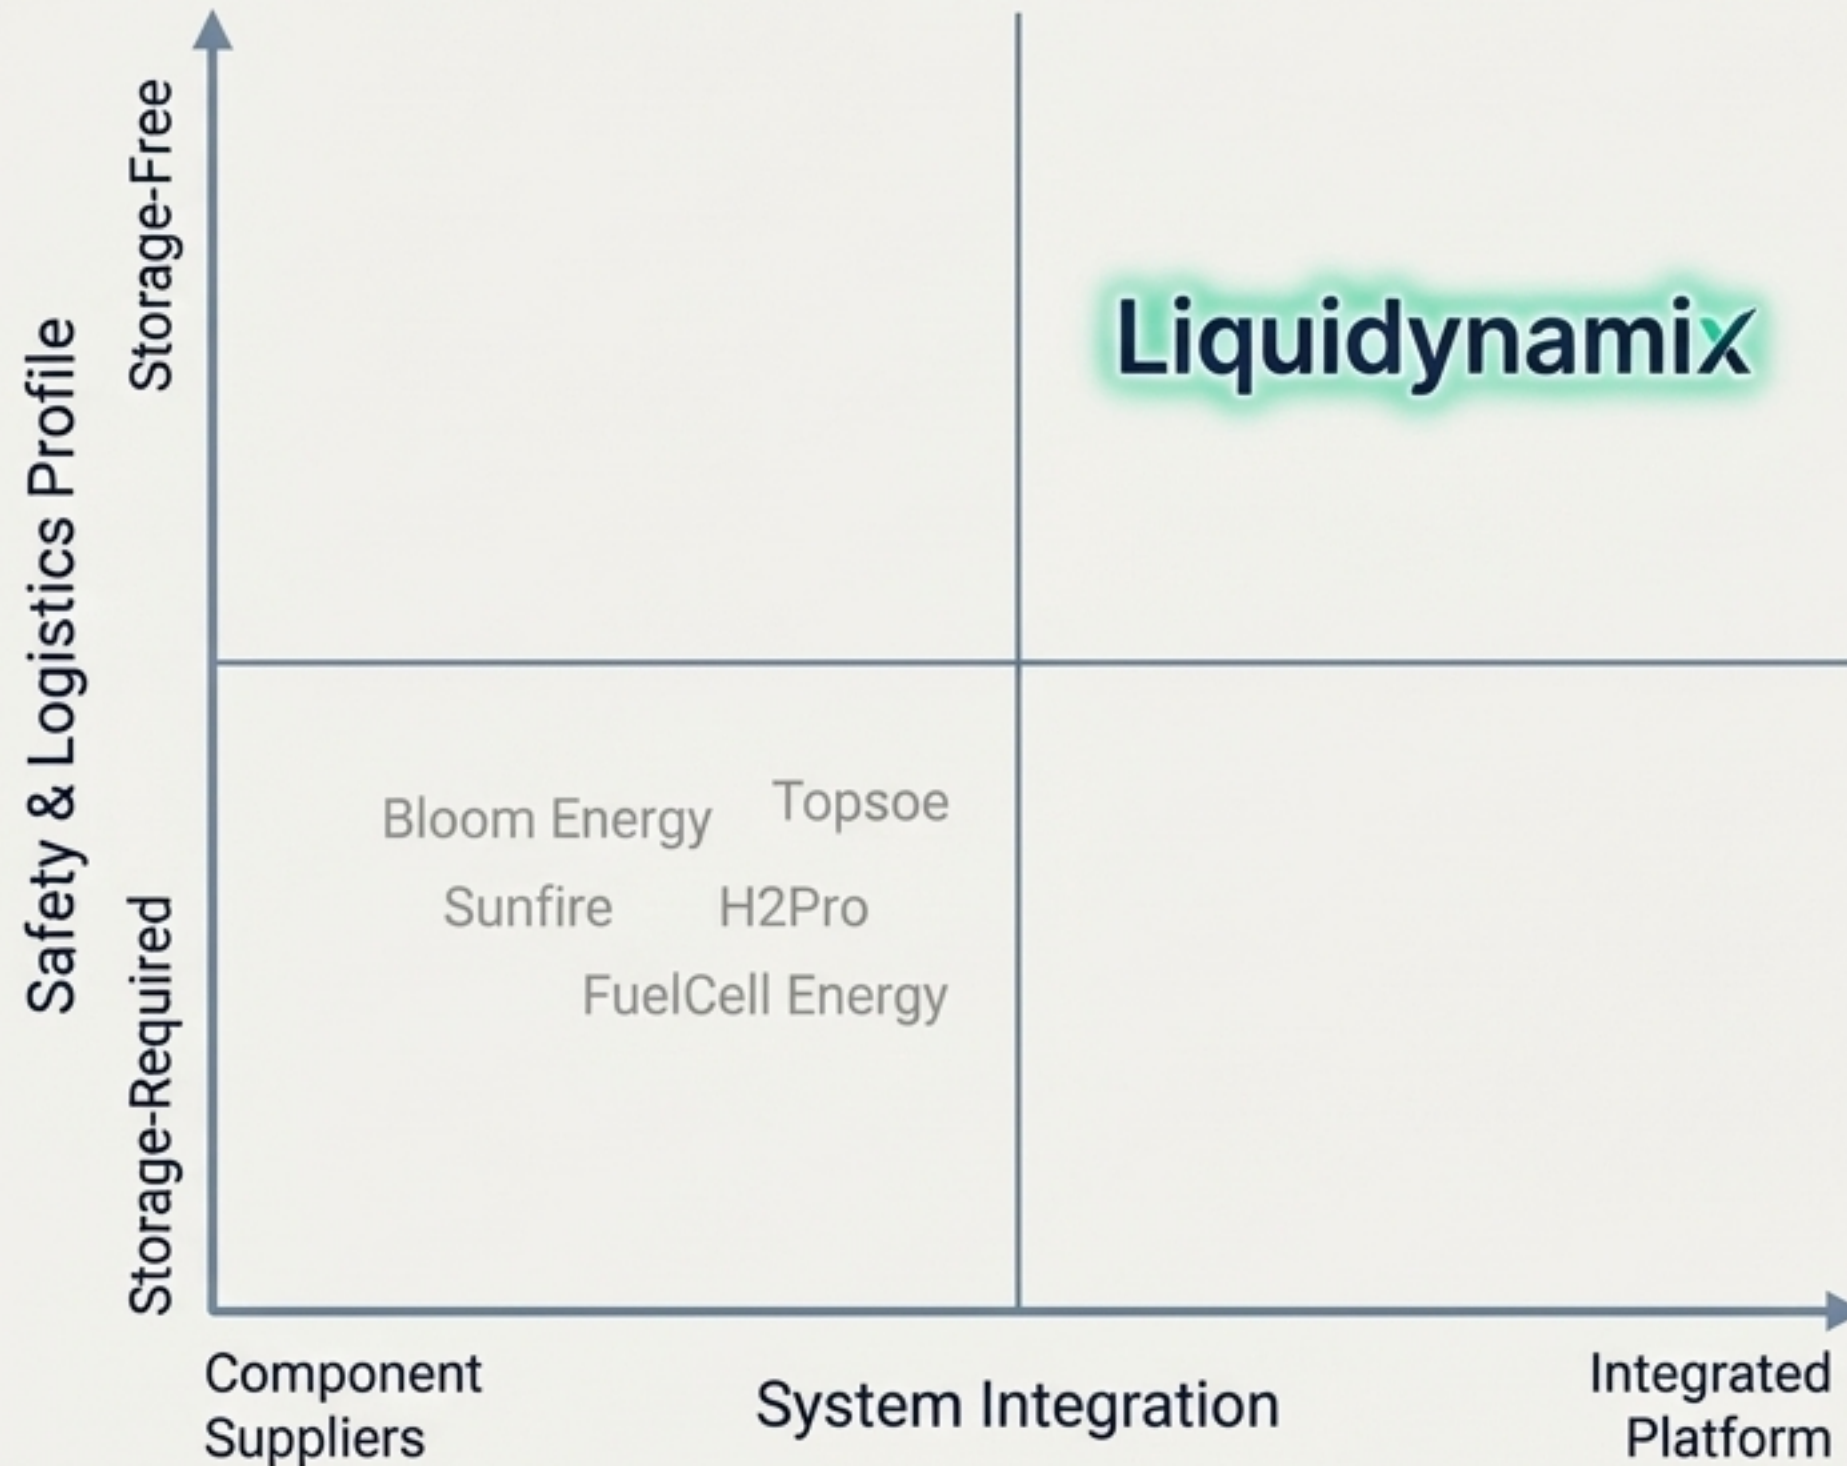 Safety & Logistics Profile
Storage-Free
Storage-Required
Liquidynamix
Bloom Energy
Topsoe
Sunfire
H2Pro
FuelCell Energy
Component
Suppliers
System Integration
Integrated
Platform